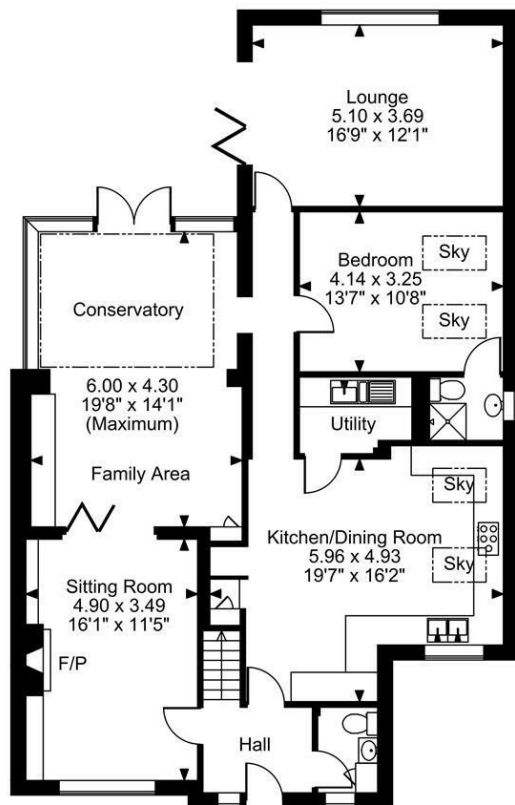 Lounge
5.10 x 3.69
16'9" x 12'1"
Bedroom
4.14 x 3.25
13'7" x 10'8"
Sky
Sky
Conservatory
6.00 x 4.30
19'8" x 14'1"
(Maximum)
Family Area
Utility
Kitchen/Dining Room
5.96 x 4.93
19'7" x 16'2"
Sky
Sky
Sitting Room
4.90 x 3.49
16'1" x 11'5"
F/P
Hall